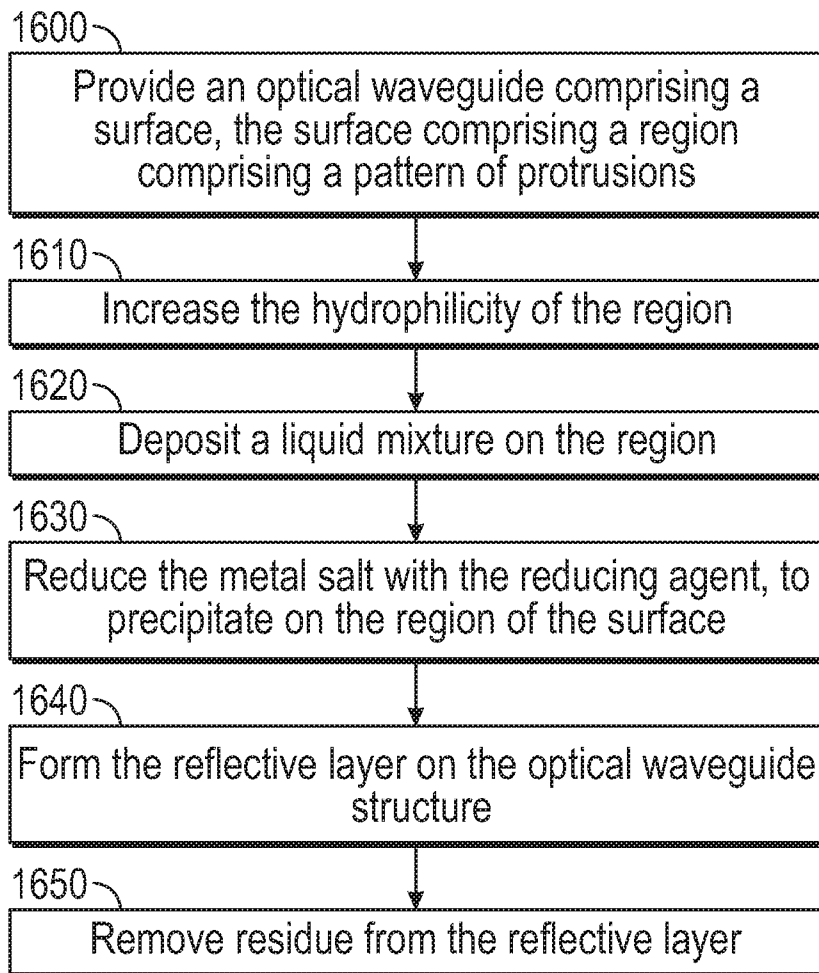 1600
Provide an optical waveguide comprising a
surface, the surface comprising a region
comprising a pattern of protrusions
1610
Increase the hydrophilicity of the region
1620
Deposit a liquid mixture on the region
1630
Reduce the metal salt with the reducing agent, to
precipitate on the region of the surface
1640
Form the reflective layer on the optical waveguide
structure
1650
Remove residue from the reflective layer